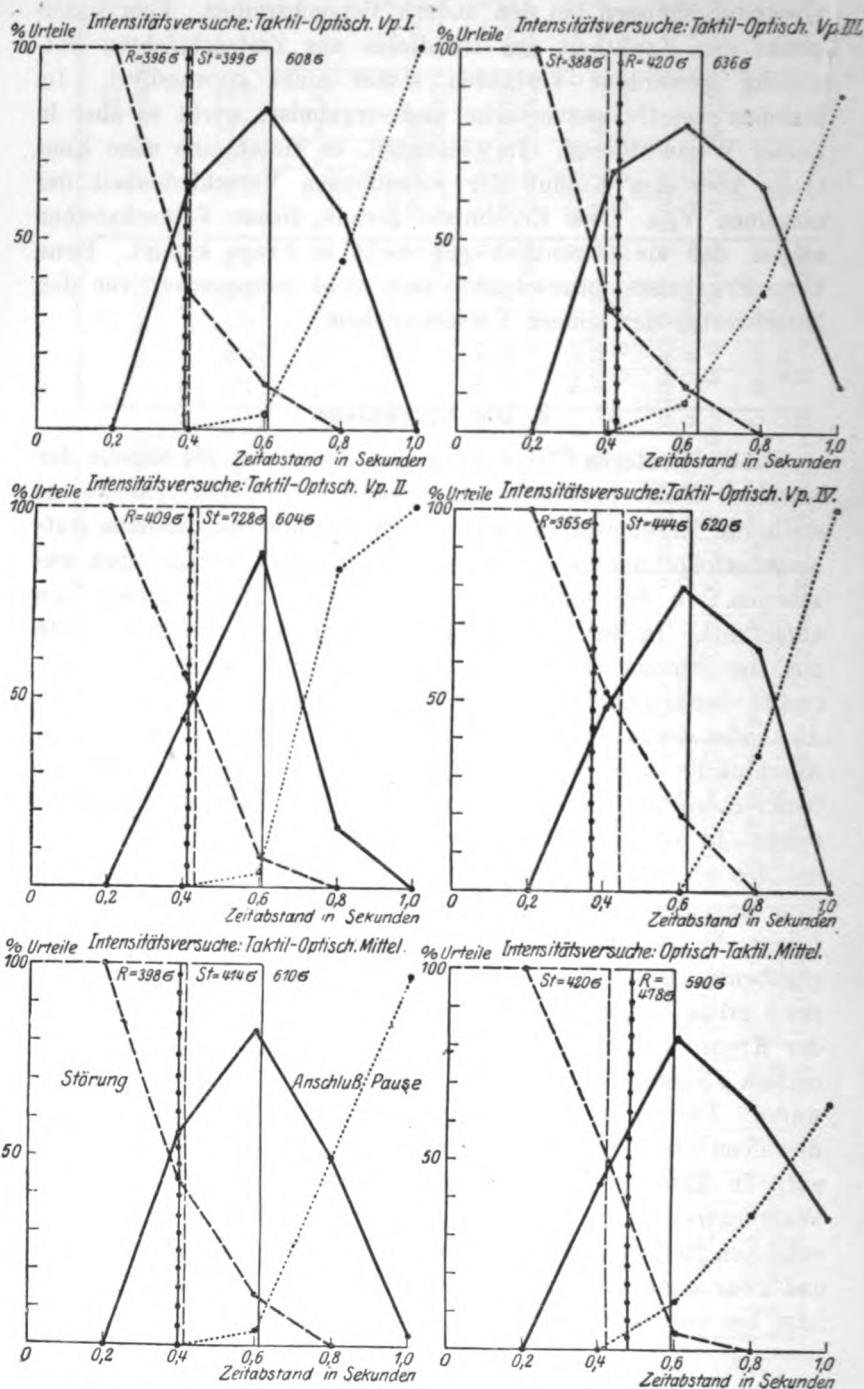 Intensitätsversuche: Taktil-Optisch. Vp. I.
% Urteile
100 R=396σ St=399σ 608σ
50
0 0,2 0,4 0,6 0,8 1,0
Zeitabstand in Sekunden
Intensitätsversuche: Taktil-Optisch. Vp. III.
% Urteile
100 St=388σ R=420σ 636σ
50
0 0,2 0,4 0,6 0,8 1,0
Zeitabstand in Sekunden
% Urteile Intensitätsversuche: Taktil-Optisch. Vp. II.
100 R=409σ St=728σ 604σ
50
0 0,2 0,4 0,6 0,8 1,0
Zeitabstand in Sekunden
% Urteile Intensitätsversuche: Taktil-Optisch. Vp. IV.
100 R=365σ St=444σ 620σ
50
0 0,2 0,4 0,6 0,8 1,0
Zeitabstand in Sekunden
% Urteile Intensitätsversuche: Taktil-Optisch. Mittel.
100 R=398σ St=414σ 610σ
Störung Anschluß Pause
50
0 0,2 0,4 0,6 0,8 1,0
Zeitabstand in Sekunden
% Urteile Intensitätsversuche: Optisch-Taktil. Mittel.
100 St=420σ R= 590σ
478σ
50
0 0,2 0,4 0,6 0,8 1,0
Zeitabstand in Sekunden